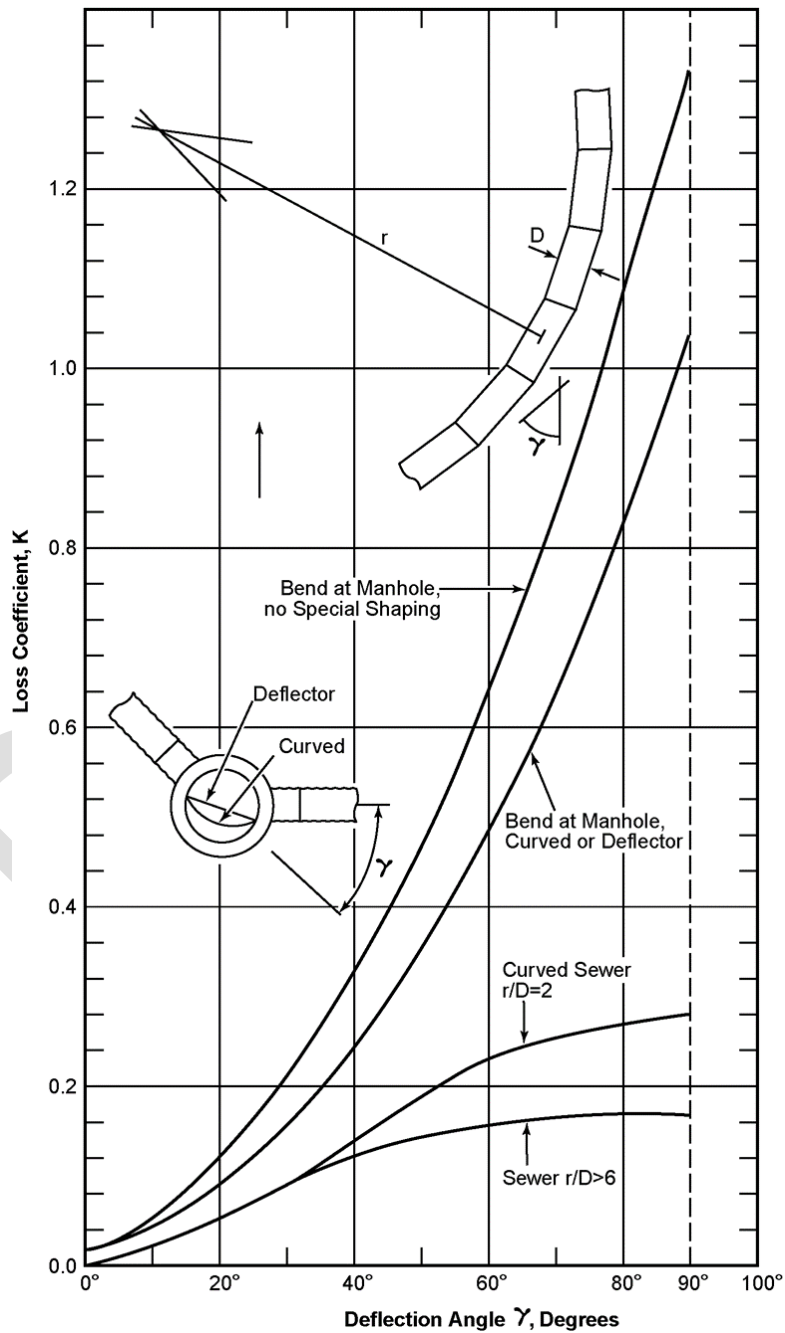 1.2
1.0
0.8
0.6
0.4
0.2
0.0
Loss Coefficient, K
r
D
γ
Bend at Manhole,
no Special Shaping
Deflector
Curved
γ
Bend at Manhole,
Curved or Deflector
Curved Sewer
r/D=2
Sewer r/D>6
0° 20° 40° 60° 80° 90° 100°
Deflection Angle γ, Degrees